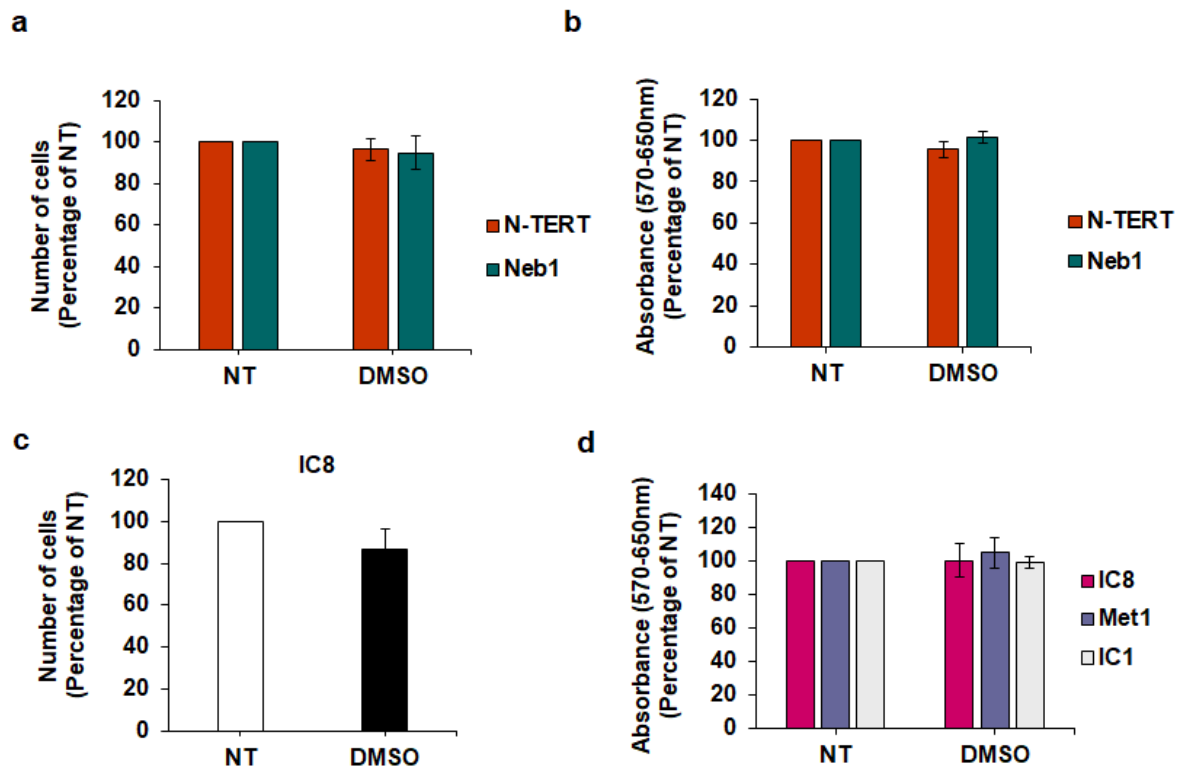 a
Number of cells
(Percentage of NT)
120
100
80
60
40
20
0
NT
DMSO
N-TERT
Neb1
b
Absorbance (570-650nm)
(Percentage of NT)
120
100
80
60
40
20
0
NT
DMSO
N-TERT
Neb1
c
IC8
Number of cells
(Percentage of NT)
120
100
80
60
40
20
0
NT
DMSO
d
Absorbance (570-650nm)
(Percentage of NT)
140
120
100
80
60
40
20
0
NT
DMSO
IC8
Met1
IC1